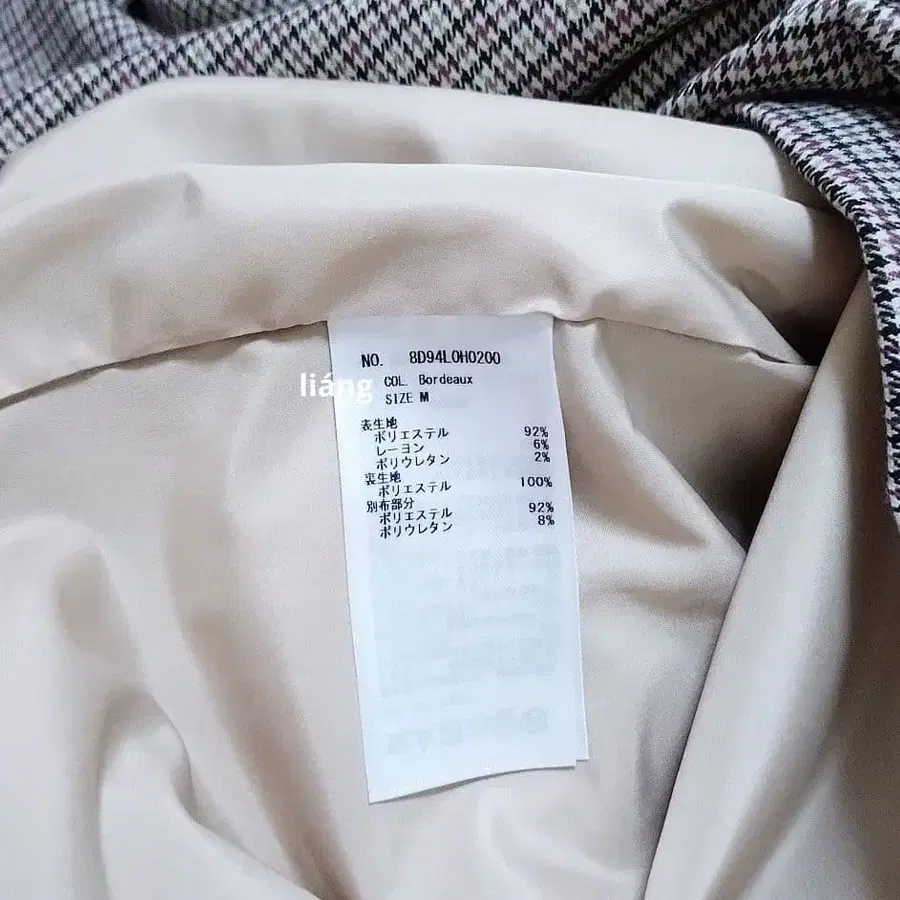 NO. 8D94L0H0200
liáng
COL. Bordeaux
SIZE M
表生地
ポリエステル 92%
レーヨン 6%
ポリウレタン 2%
裏生地
ポリエステル 100%
別布部分
ポリエステル 92%
ポリウレタン 8%